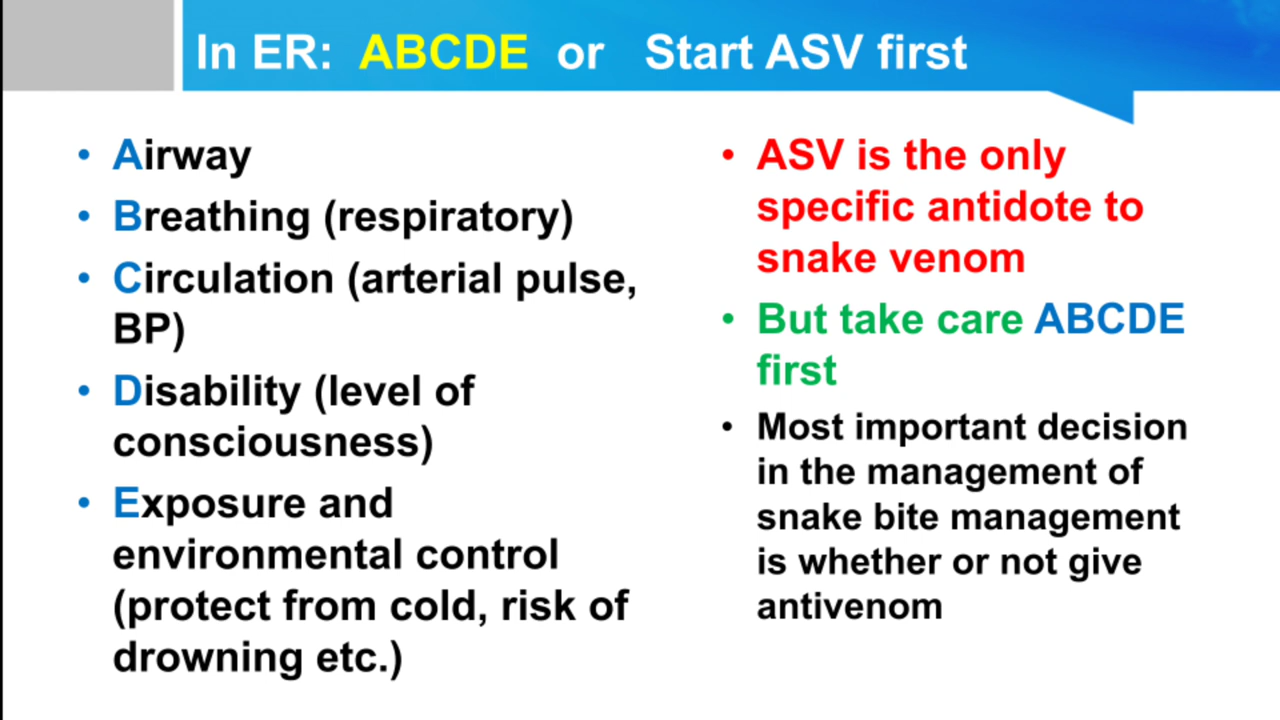 In ER: ABCDE or Start ASV first
• Airway
• Breathing (respiratory)
• Circulation (arterial pulse,
BP)
• Disability (level of
consciousness)
• Exposure and
environmental control
(protect from cold, risk of
drowning etc.)
• ASV is the only
specific antidote to
snake venom
• But take care ABCDE
first
• Most important decision
in the management of
snake bite management
is whether or not give
antivenom